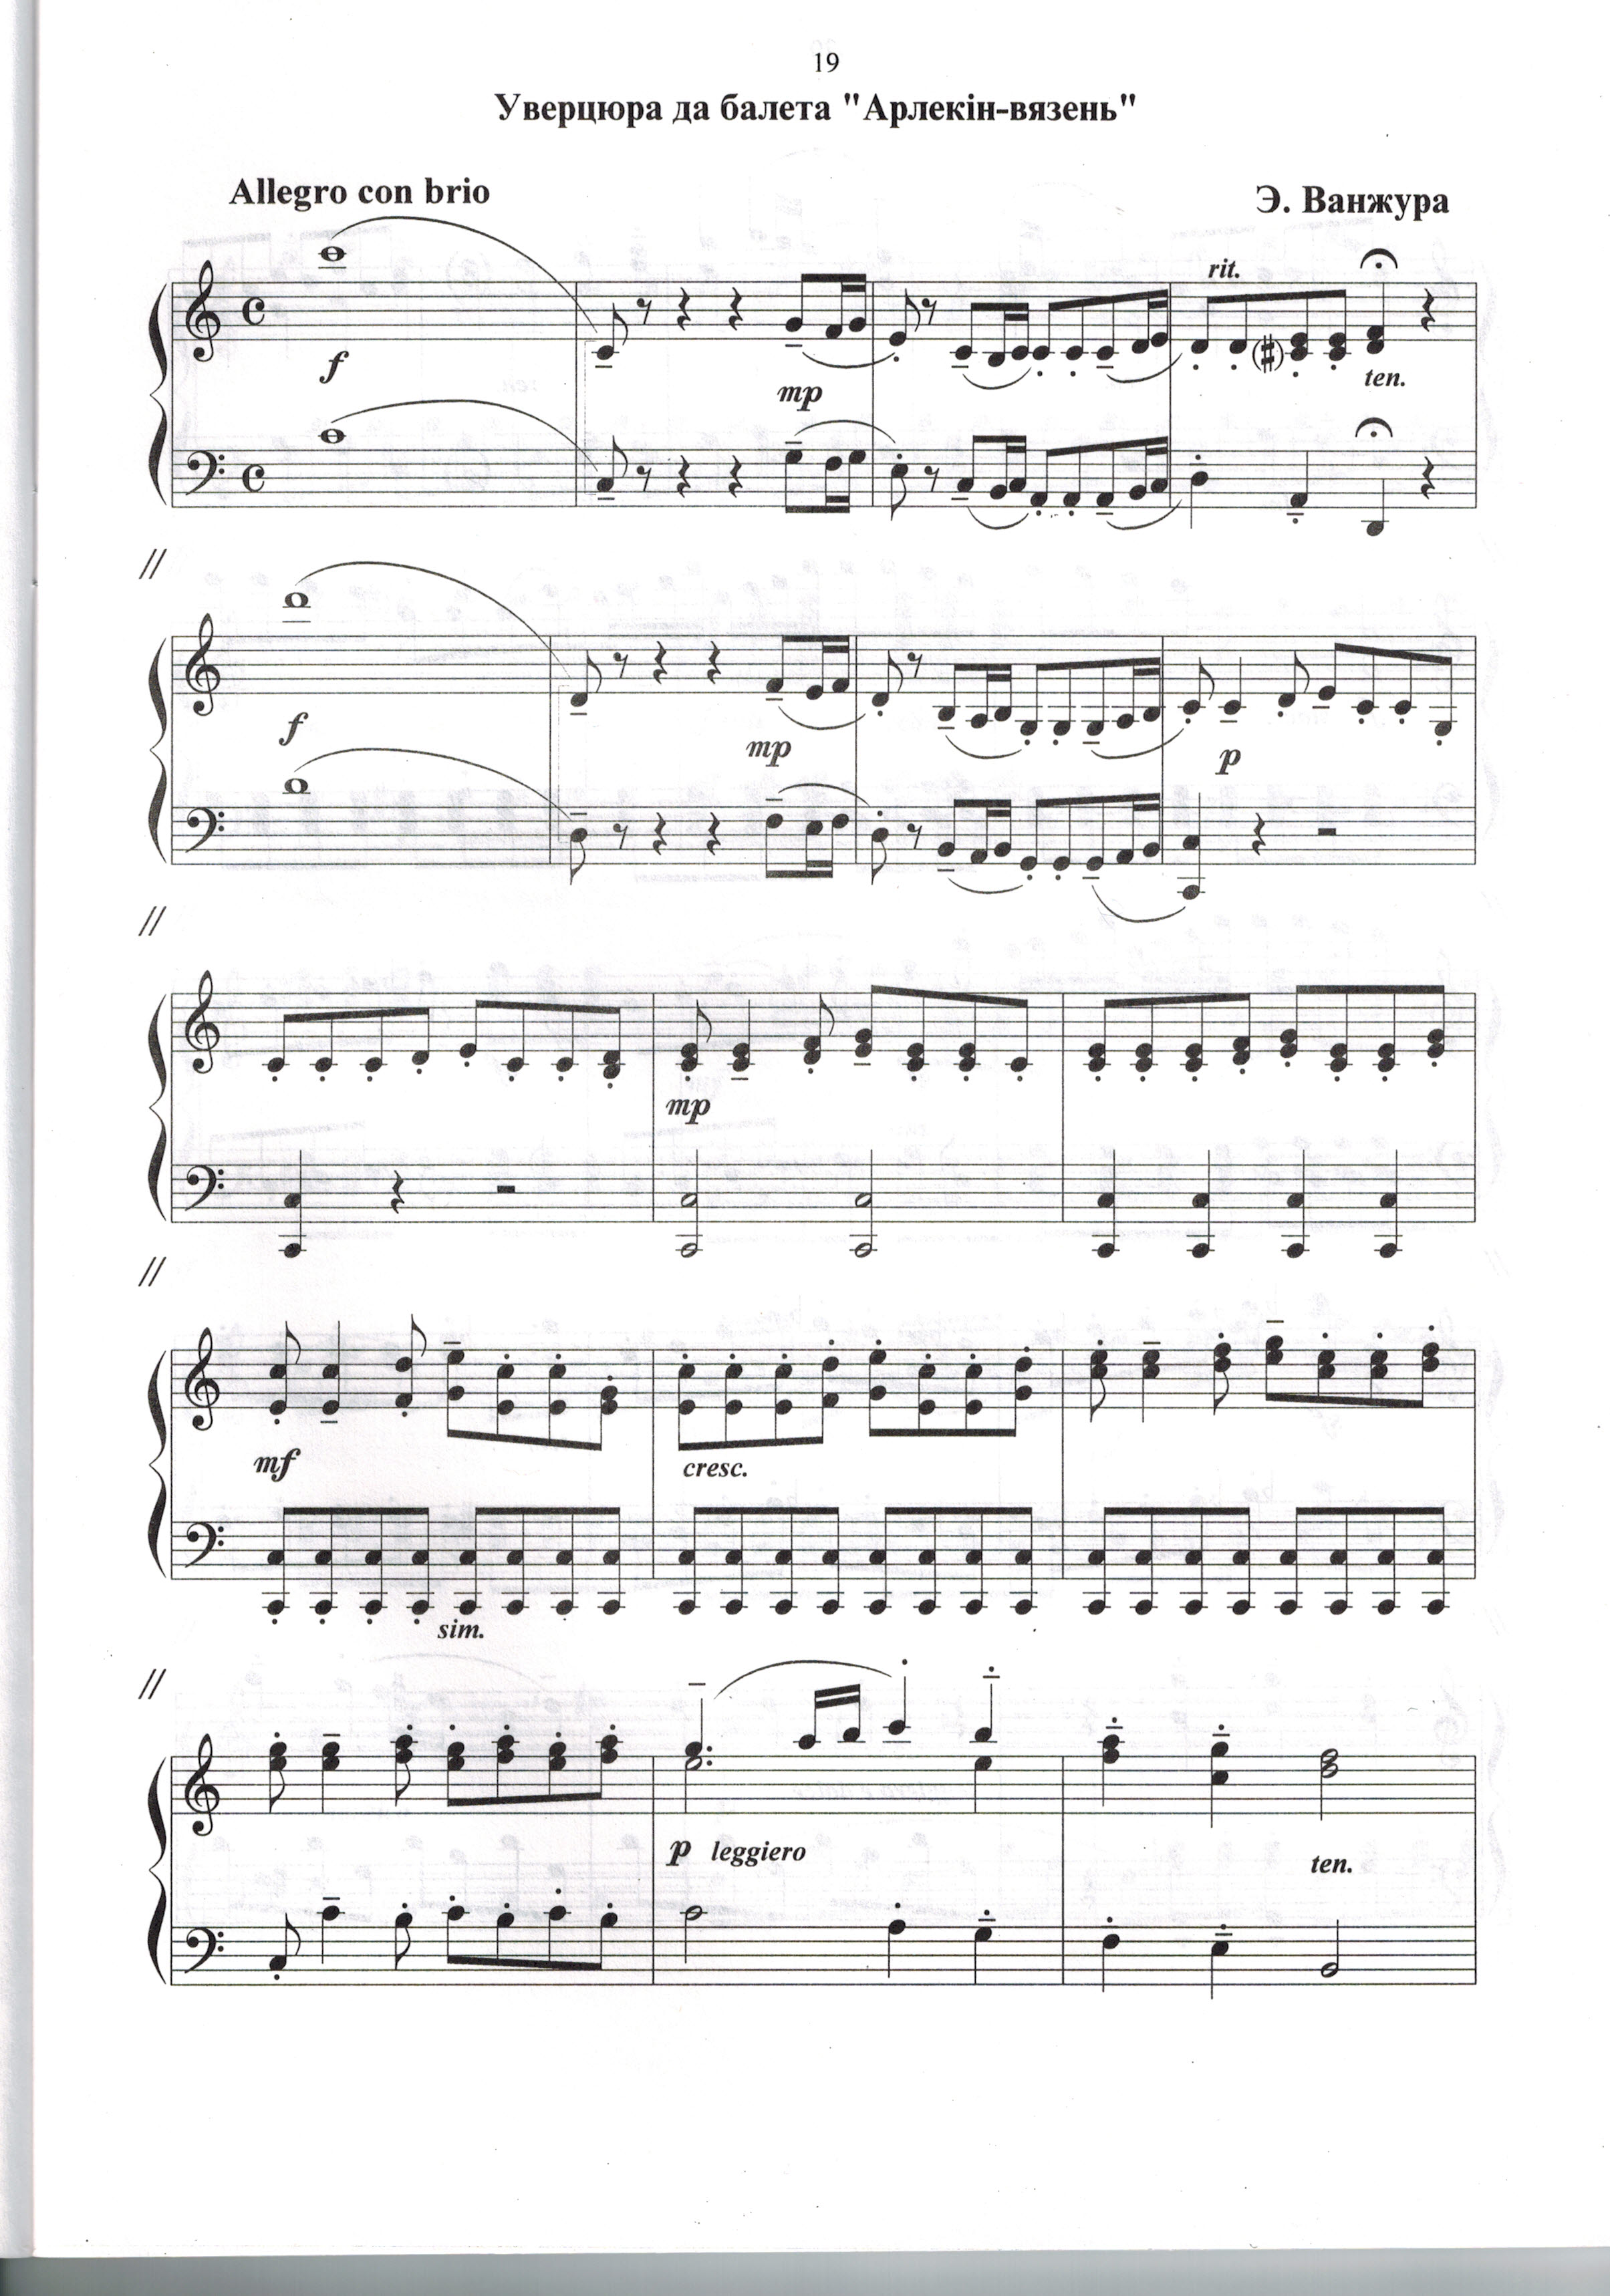 19
Уверцюра да балета "Арлекін-вязень"
Allegro con brio
Э. Ванжура
rit.
f
mp
ten.
f
mp
p
mp
mf
cresc.
sim.
p leggiero
ten.